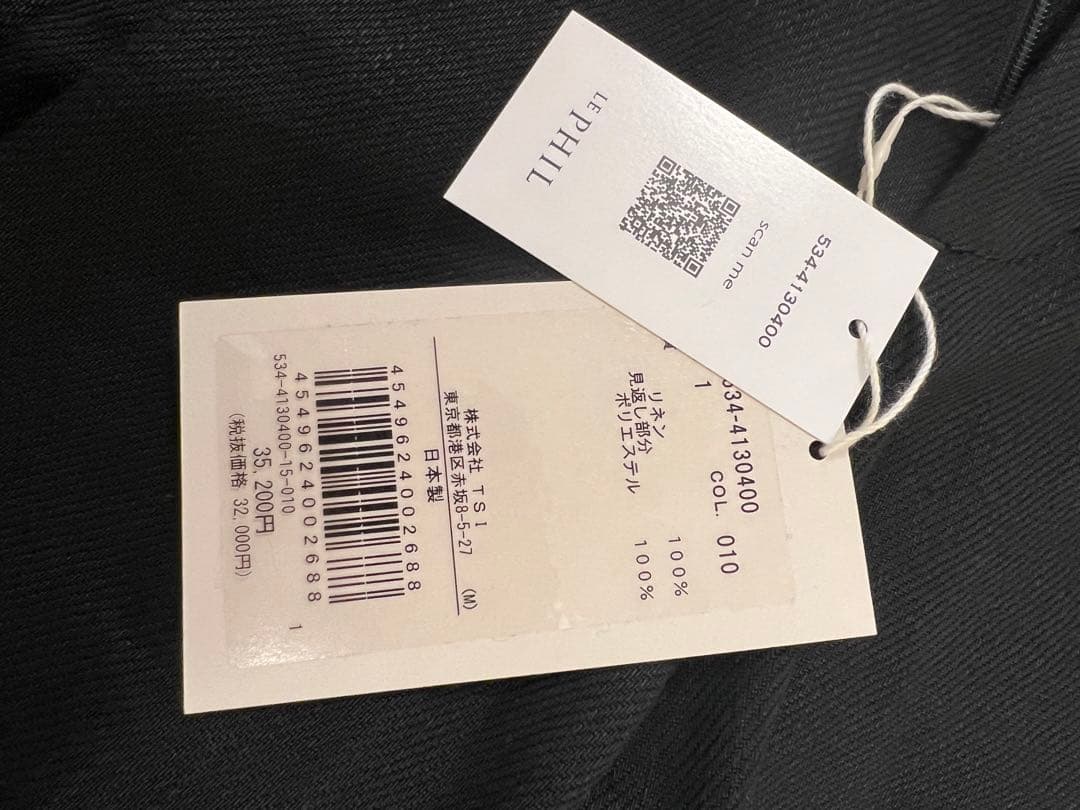 LE PHIL
scan me
534-4130400
534-4130400
1 COL. 010
リネン 100%
見返し部分
ポリエステル 100%
株式会社 TSI
東京都港区赤坂8-5-27 (M)
日本製
4549624002688
4549624002688
534-4130400-15-010
35,200円
(税抜価格 32,000円)
1